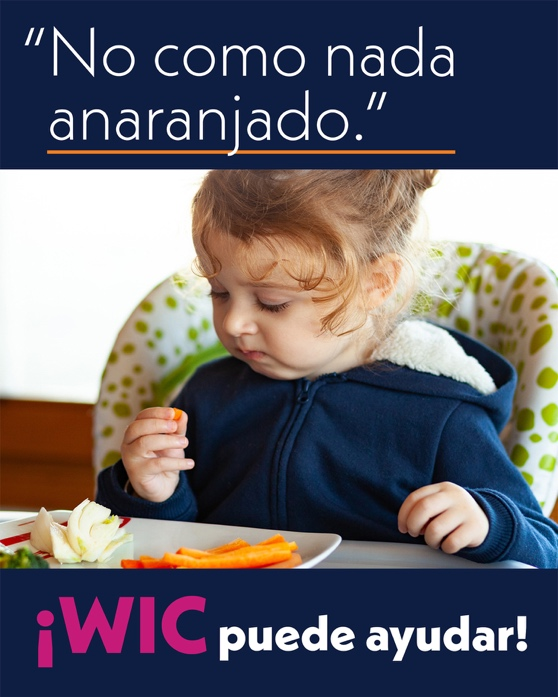 “No como nada
anaranjado.”
¡WIC puede ayudar!